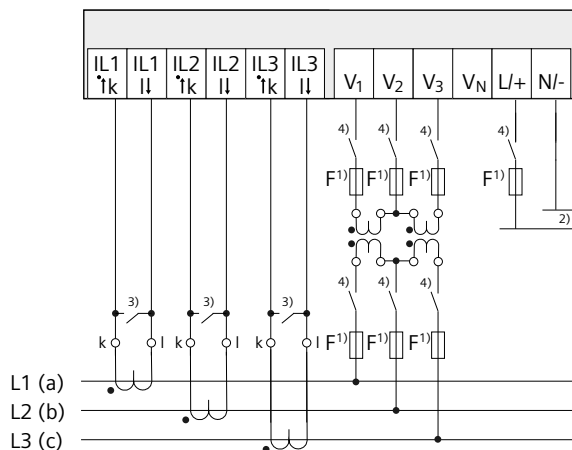 IL1 IL1 IL2 IL2 IL3 IL3
k l k l k l V1 V2 V3 VN L/+ N/-
4) 4) 4) 4)
F1) F1) F1) F1)
2)
4) 4) 4)
3) 3) 3)
k l k l k l F1) F1) F1)
L1 (a)
L2 (b)
L3 (c)